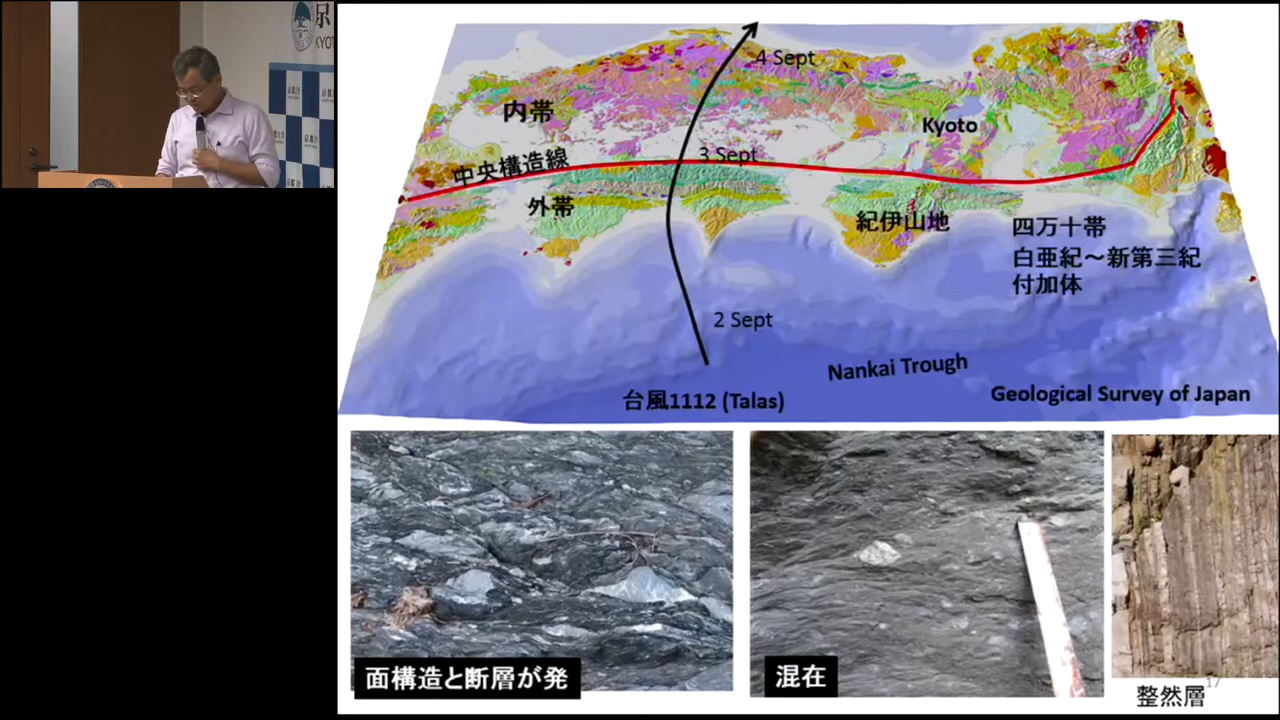 京
KYOT
4 Sept
内帯
Kyoto
3 Sept
中央構造線
外帯
紀伊山地
四万十帯
白亜紀～新第三紀
付加体
2 Sept
Nankai Trough
Geological Survey of Japan
台風1112 (Talas)
面構造と断層が発
混在
整然層
17